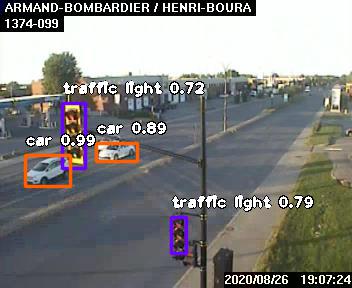 ARMAND-BOMBARDIER / HENRI-BOURA
1374-099
traffic light 0.72
car 0.89
car 0.99
traffic light 0.79
2020/08/26 19:07:24